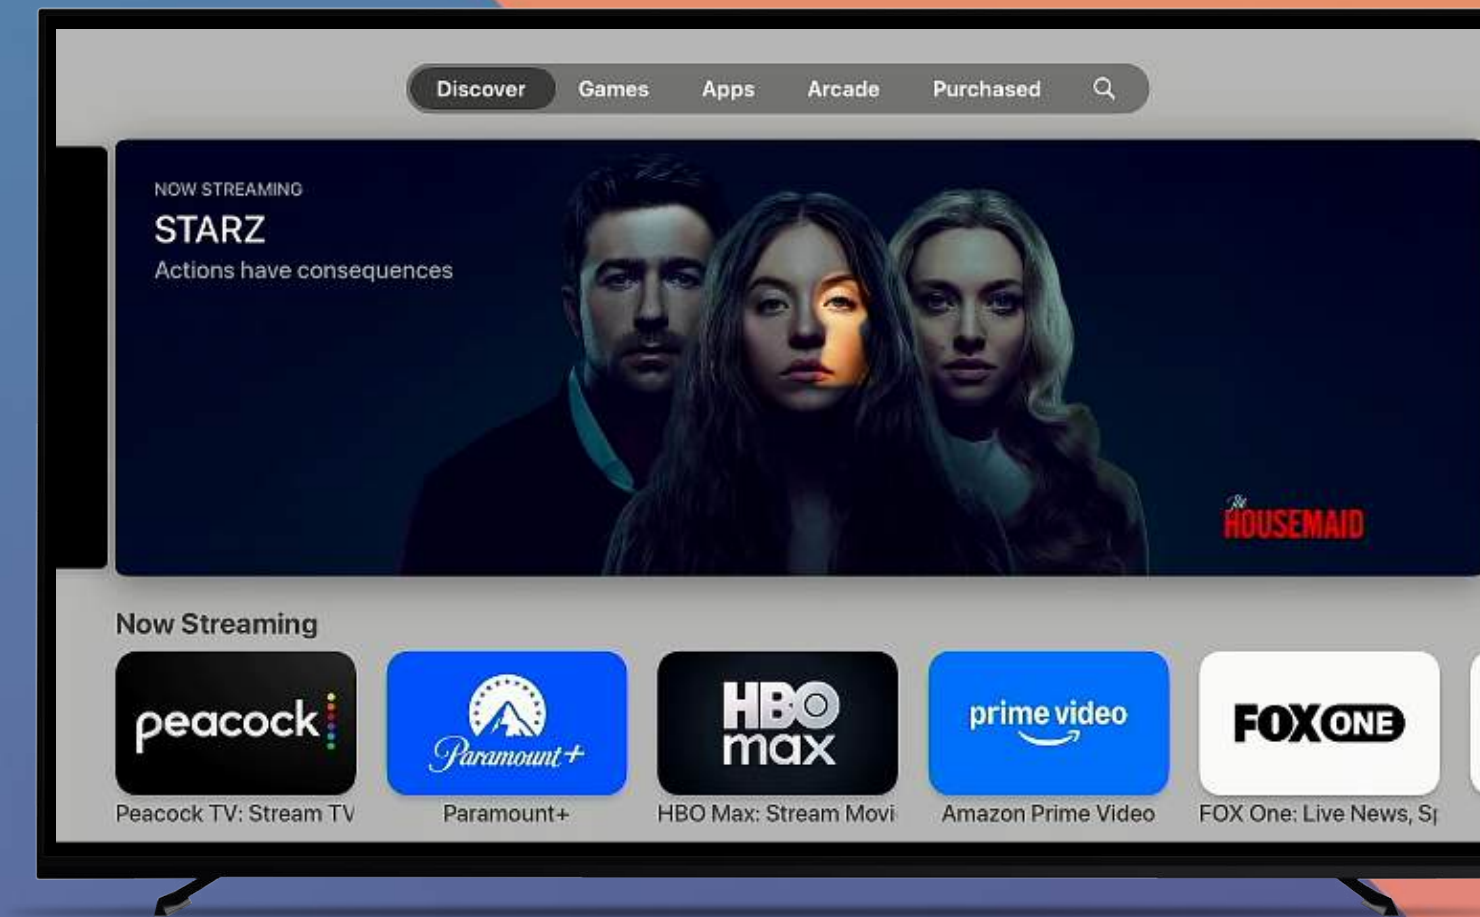 Discover Games Apps Arcade Purchased
NOW STREAMING
STARZ
Actions have consequences
The
HOUSEMAID
Now Streaming
peacock
Paramount+
HBO
max
prime video
FOX ONE
Peacock TV: Stream TV
Paramount+
HBO Max: Stream Movi
Amazon Prime Video
FOX One: Live News, Sp